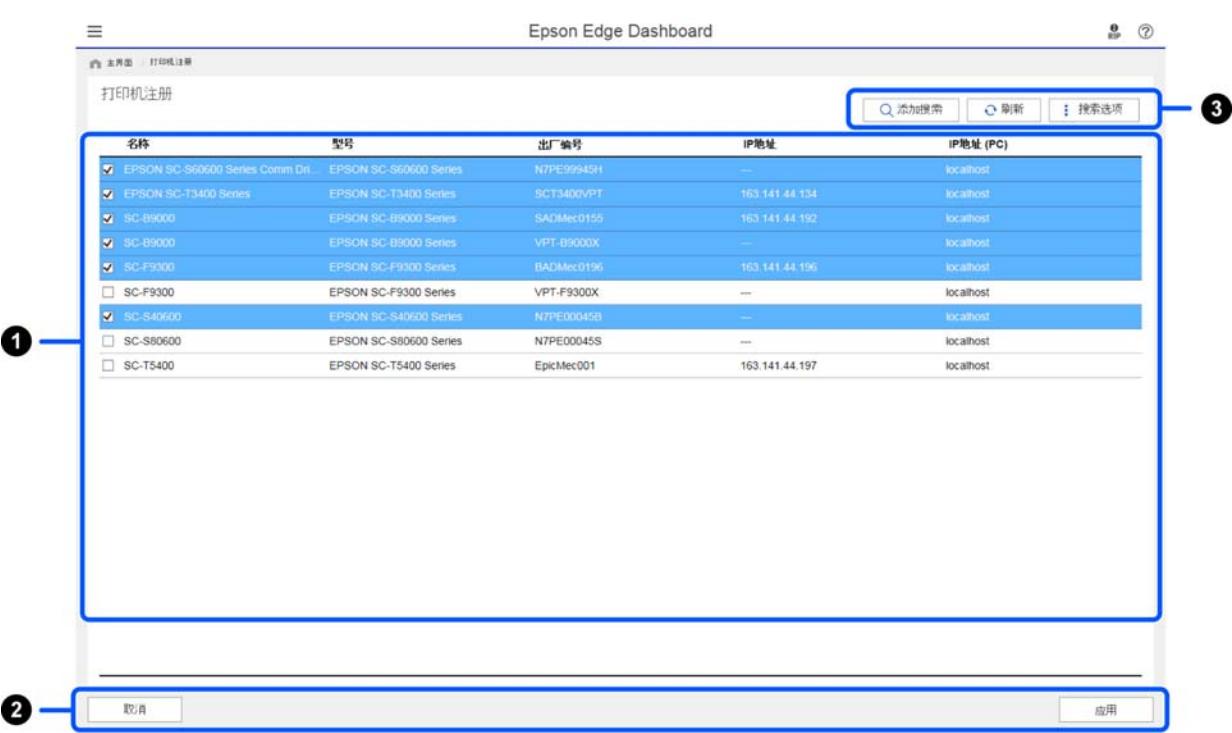 Epson Edge Dashboard
RIP
主界面 / 打印机注册
打印机注册
添加搜索 刷新 搜索选项
3
名称 型号 出厂编号 IP地址 IP地址 (PC)
EPSON SC-S60600 Series Comm Dri... EPSON SC-S60600 Series N7PE99945H --- localhost
EPSON SC-T3400 Series EPSON SC-T3400 Series SCT3400VPT 163.141.44.134 localhost
SC-B9000 EPSON SC-B9000 Series SADMec0155 163.141.44.192 localhost
SC-B9000 EPSON SC-B9000 Series VPT-B9000X --- localhost
SC-F9300 EPSON SC-F9300 Series BADMec0196 163.141.44.196 localhost
SC-F9300 EPSON SC-F9300 Series VPT-F9300X --- localhost
SC-S40600 EPSON SC-S40600 Series N7PE00045B --- localhost
1
SC-S80600 EPSON SC-S80600 Series N7PE00045S --- localhost
SC-T5400 EPSON SC-T5400 Series EpicMec001 163.141.44.197 localhost
2
取消 应用